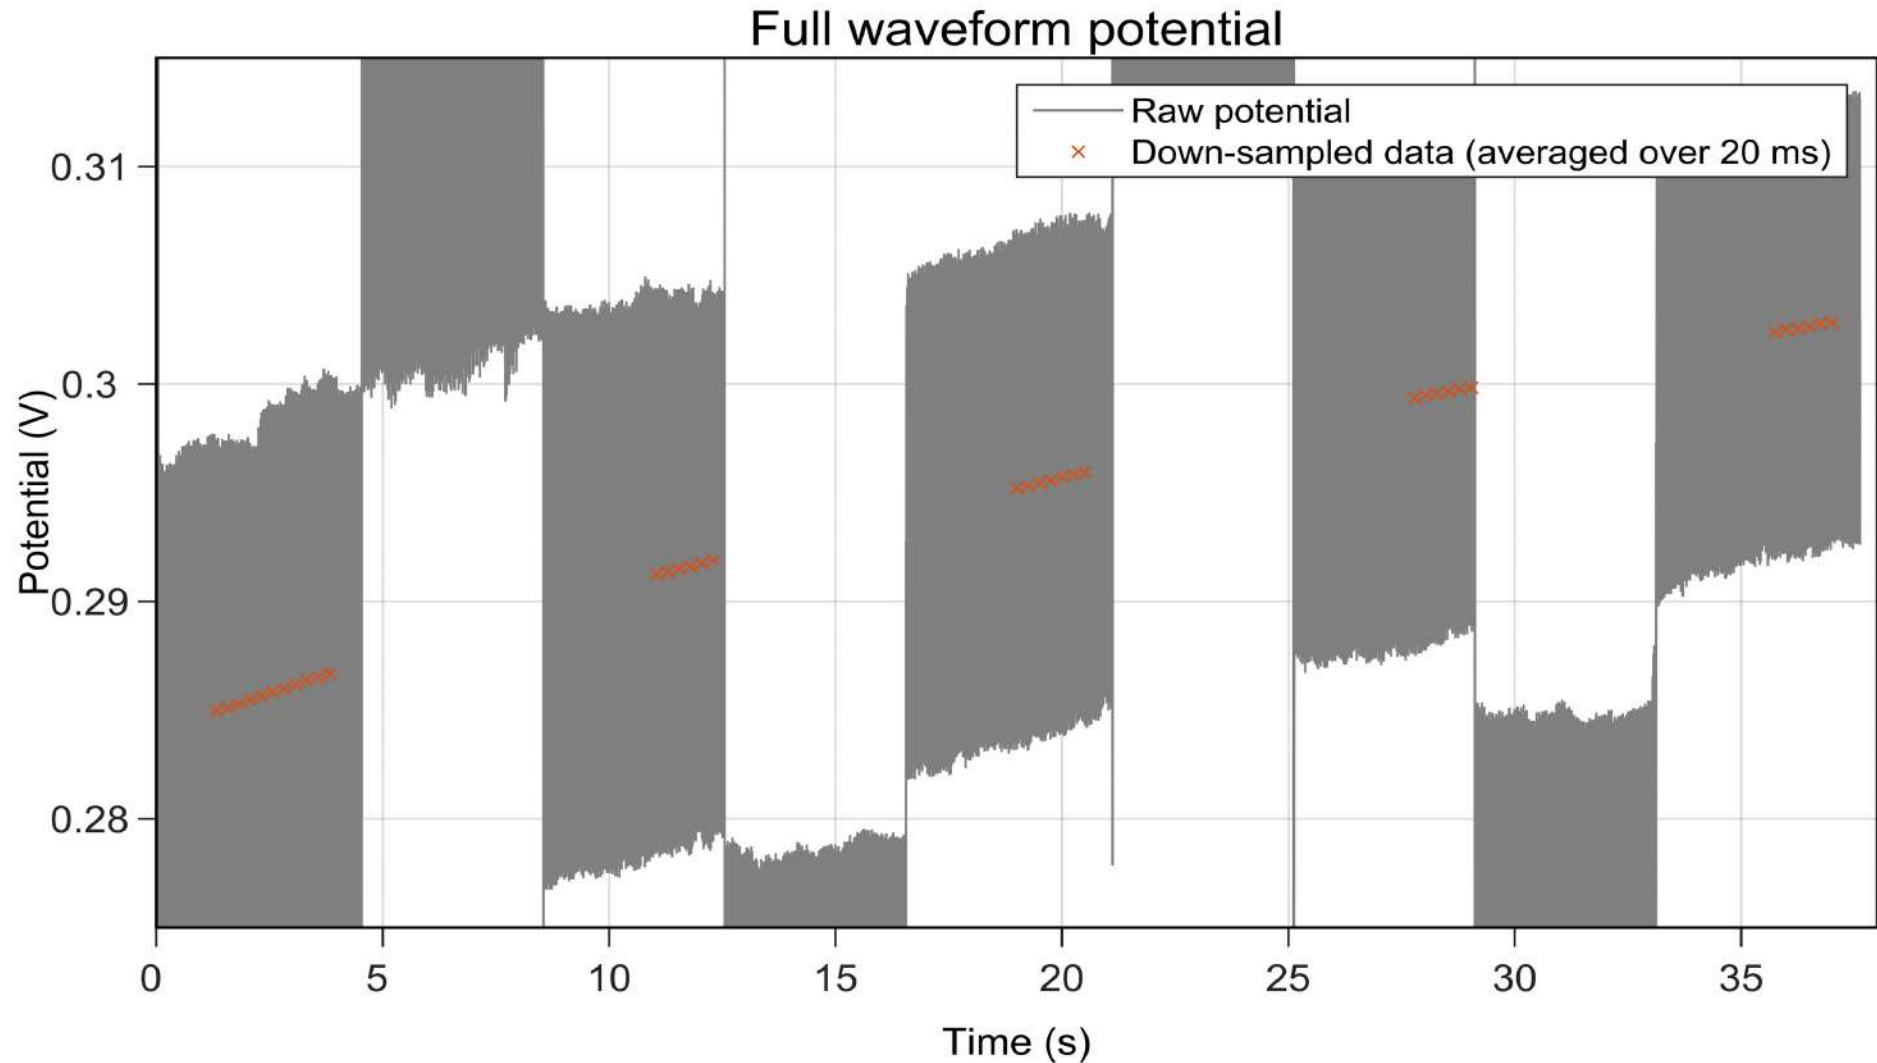 Full waveform potential
Raw potential
Down-sampled data (averaged over 20 ms)
Potential (V)
0.31
0.3
0.29
0.28
0
5
10
15
20
25
30
35
Time (s)